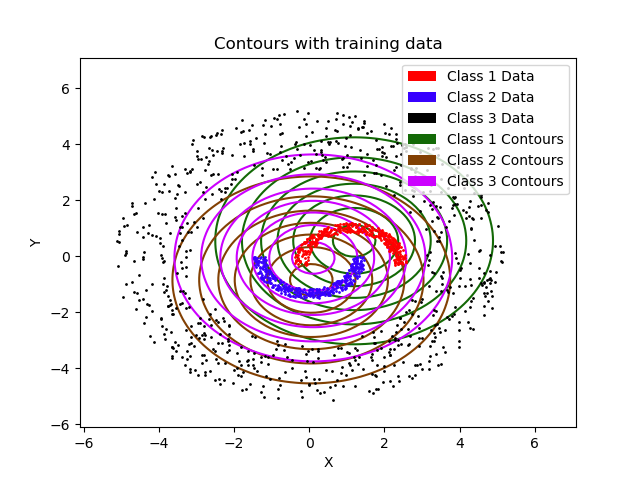 Contours with training data
Class 1 Data
Class 2 Data
Class 3 Data
Class 1 Contours
Class 2 Contours
Class 3 Contours
Y
6
4
2
0
−2
−4
−6
−6 −4 −2 0 2 4 6
X